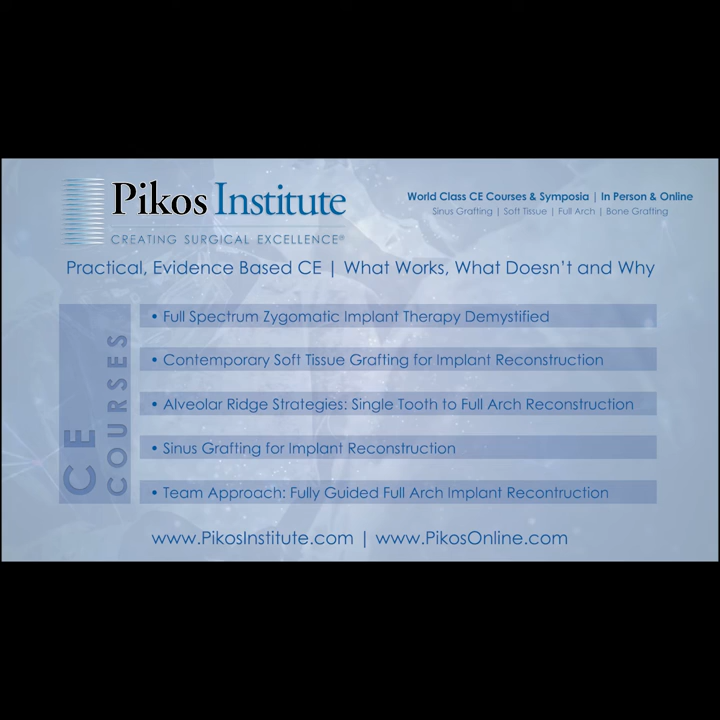 Pikos Institute
CREATING SURGICAL EXCELLENCE®
World Class CE Courses & Symposia | In Person & Online
Sinus Grafting | Soft Tissue | Full Arch | Bone Grafting
Practical, Evidence Based CE | What Works, What Doesn't and Why
CE COURSES
• Full Spectrum Zygomatic Implant Therapy Demystified
• Contemporary Soft Tissue Grafting for Implant Reconstruction
• Alveolar Ridge Strategies: Single Tooth to Full Arch Reconstruction
• Sinus Grafting for Implant Reconstruction
• Team Approach: Fully Guided Full Arch Implant Recontruction
www.PikosInstitute.com | www.PikosOnline.com